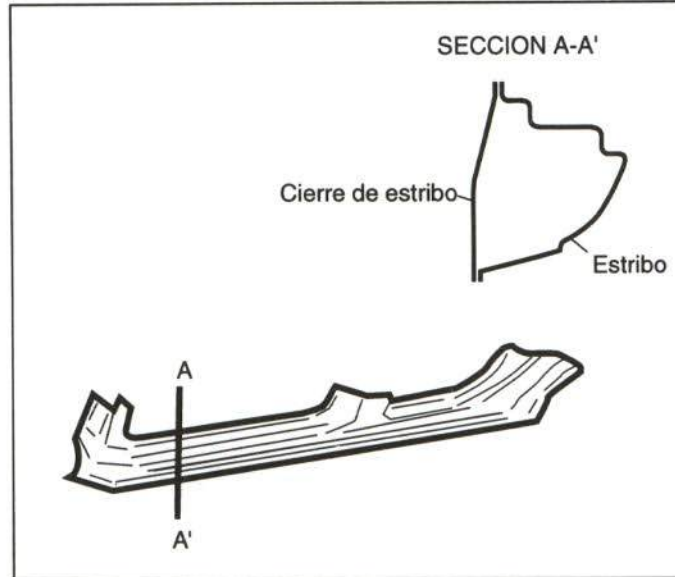 SECCION A-A'
Cierre de estribo
Estribo
A
A'